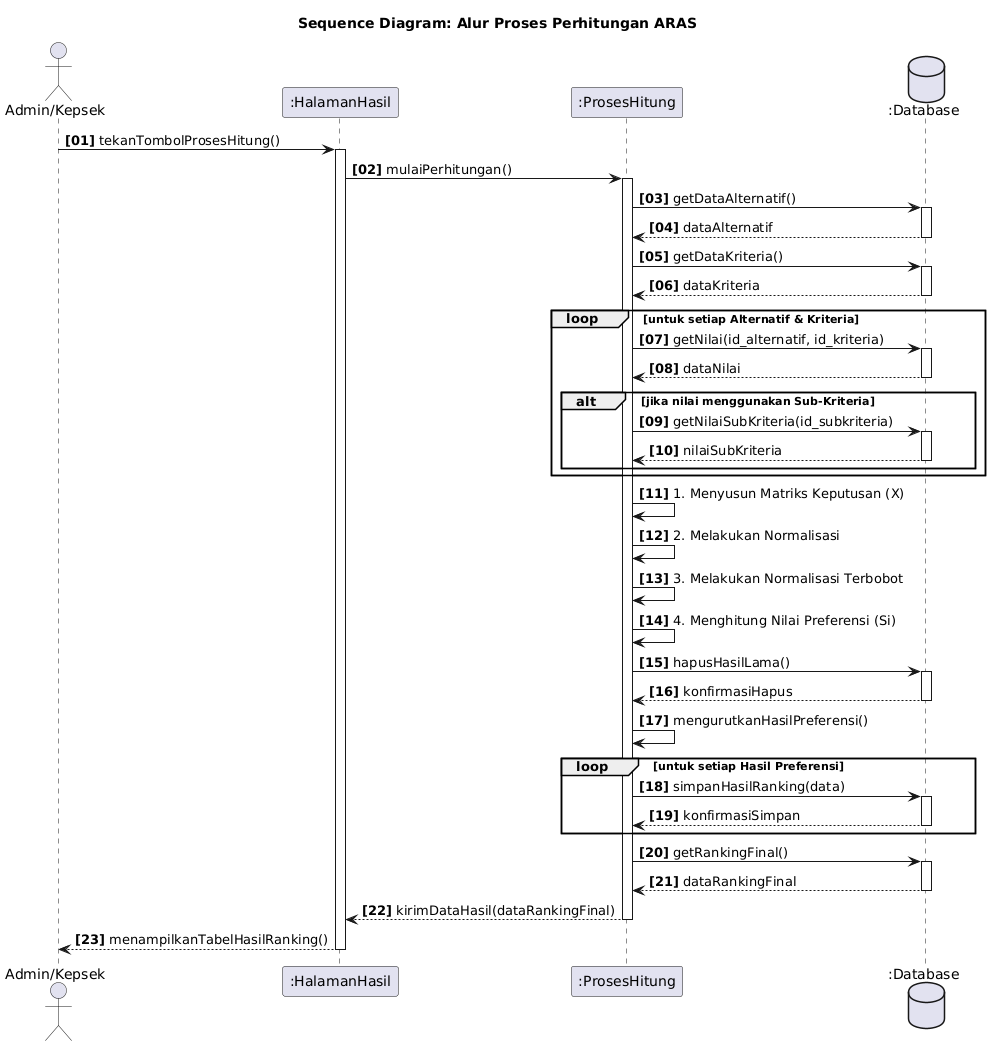 Sequence Diagram: Alur Proses Perhitungan ARAS
Admin/Kepsek
:HalamanHasil
:ProsesHitung
:Database
[01] tekanTombolProsesHitung()
[02] mulaiPerhitungan()
[03] getDataAlternatif()
[04] dataAlternatif
[05] getDataKriteria()
[06] dataKriteria
loop [untuk setiap Alternatif & Kriteria]
[07] getNilai(id_alternatif, id_kriteria)
[08] dataNilai
alt [jika nilai menggunakan Sub-Kriteria]
[09] getNilaiSubKriteria(id_subkriteria)
[10] nilaiSubKriteria
[11] 1. Menyusun Matriks Keputusan (X)
[12] 2. Melakukan Normalisasi
[13] 3. Melakukan Normalisasi Terbobot
[14] 4. Menghitung Nilai Preferensi (Si)
[15] hapusHasilLama()
[16] konfirmasiHapus
[17] mengurutkanHasilPreferensi()
loop [untuk setiap Hasil Preferensi]
[18] simpanHasilRanking(data)
[19] konfirmasiSimpan
[20] getRankingFinal()
[21] dataRankingFinal
[22] kirimDataHasil(dataRankingFinal)
[23] menampilkanTabelHasilRanking()
Admin/Kepsek
:HalamanHasil
:ProsesHitung
:Database